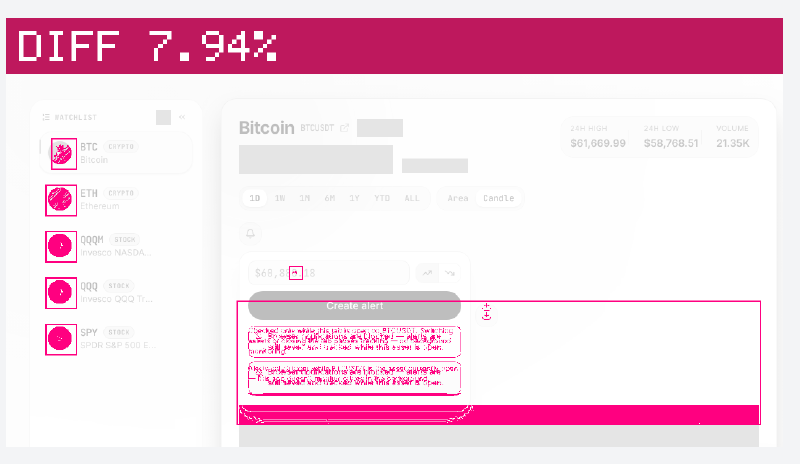 DIFF 7.94%
WATCHLIST
BTC CRYPTO
Bitcoin
ETH CRYPTO
Ethereum
QQQM STOCK
Invesco NASDA...
QQQ STOCK
Invesco QQQ Tr...
SPY STOCK
SPDR S&P 500 E...
Bitcoin BTCUSDT
24H HIGH
$61,669.99
24H LOW
$58,768.51
VOLUME
21.35K
1D 1W 1M 6M 1Y YTD ALL
Area Candle
Create alert